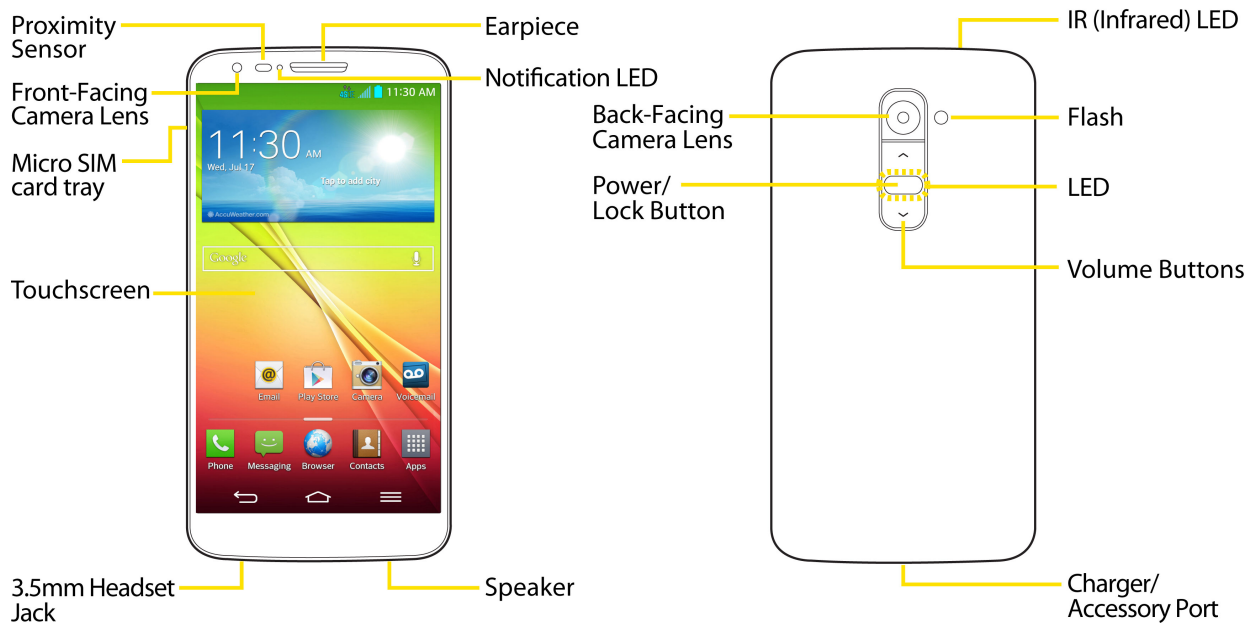 Proximity
Sensor
Front-Facing
Camera Lens
Micro SIM
card tray
Touchscreen
3.5mm Headset
Jack
Earpiece
Notification LED
Speaker
11:30 AM
11:30 AM
Wed, Jul 17
Tap to add city
AccuWeather.com
Google
Email
Play Store
Camera
Voicemail
Phone
Messaging
Browser
Contacts
Apps
Back-Facing
Camera Lens
Power/
Lock Button
IR (Infrared) LED
Flash
LED
Volume Buttons
Charger/
Accessory Port